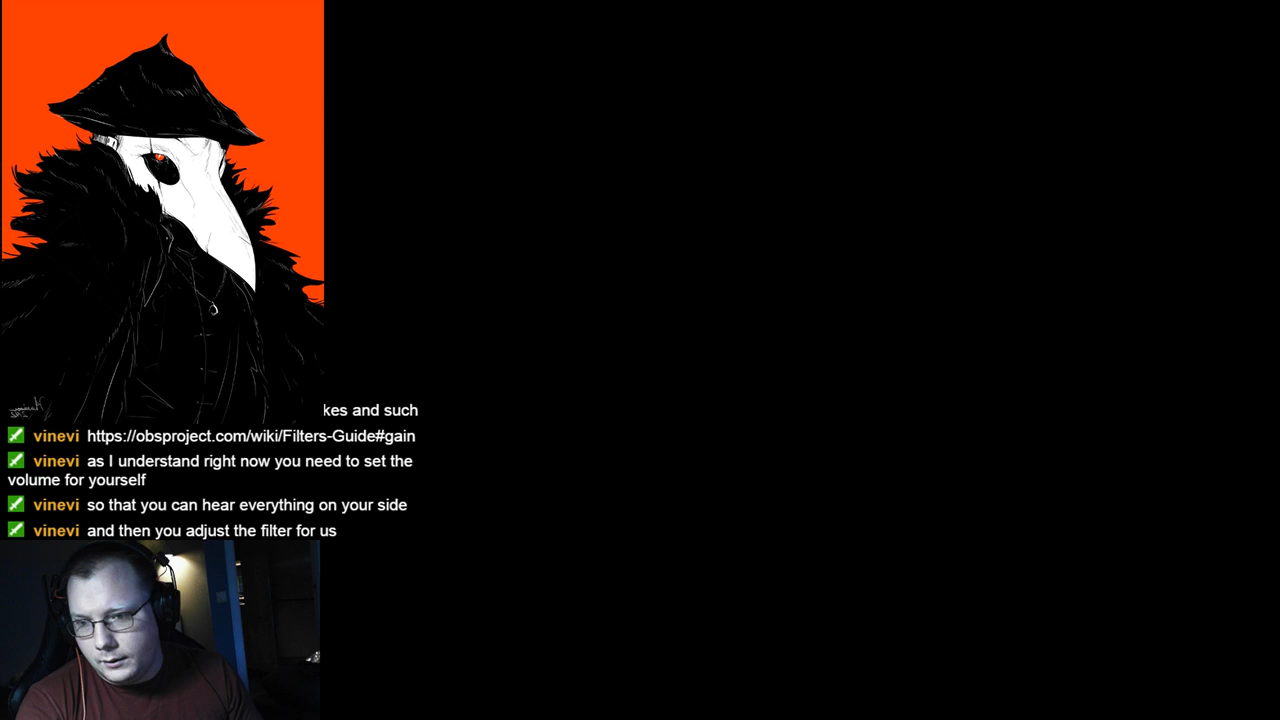 kes and such
vinevi https://obsproject.com/wiki/Filters-Guide#gain
vinevi as I understand right now you need to set the
volume for yourself
vinevi so that you can hear everything on your side
vinevi and then you adjust the filter for us